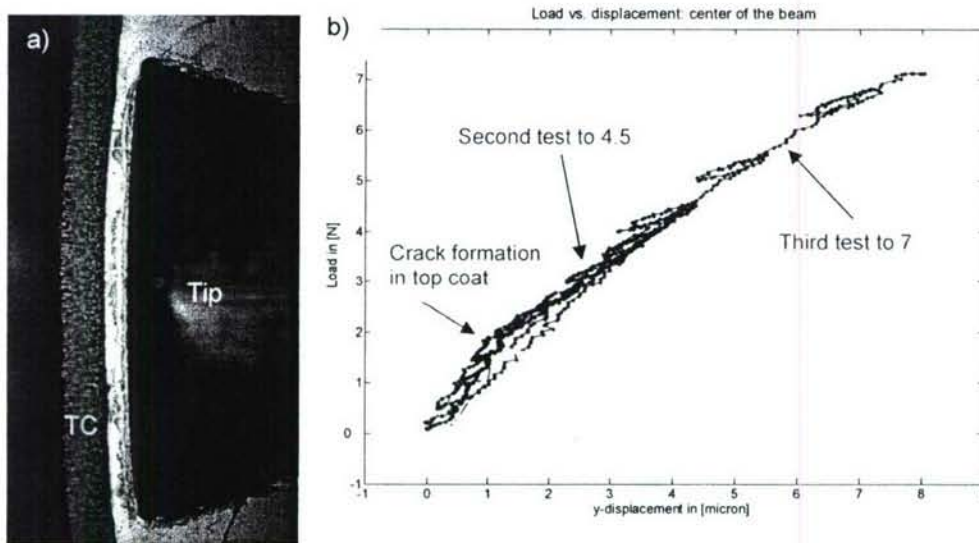 a)
Tip
TC
b)
Load vs. displacement: center of the beam
Load in [N]
8
7
6
5
4
3
2
1
0
-1
Second test to 4.5
Crack formation
in top coat
Third test to 7
-1 0 1 2 3 4 5 6 7 8 9
y-displacement in [micron]